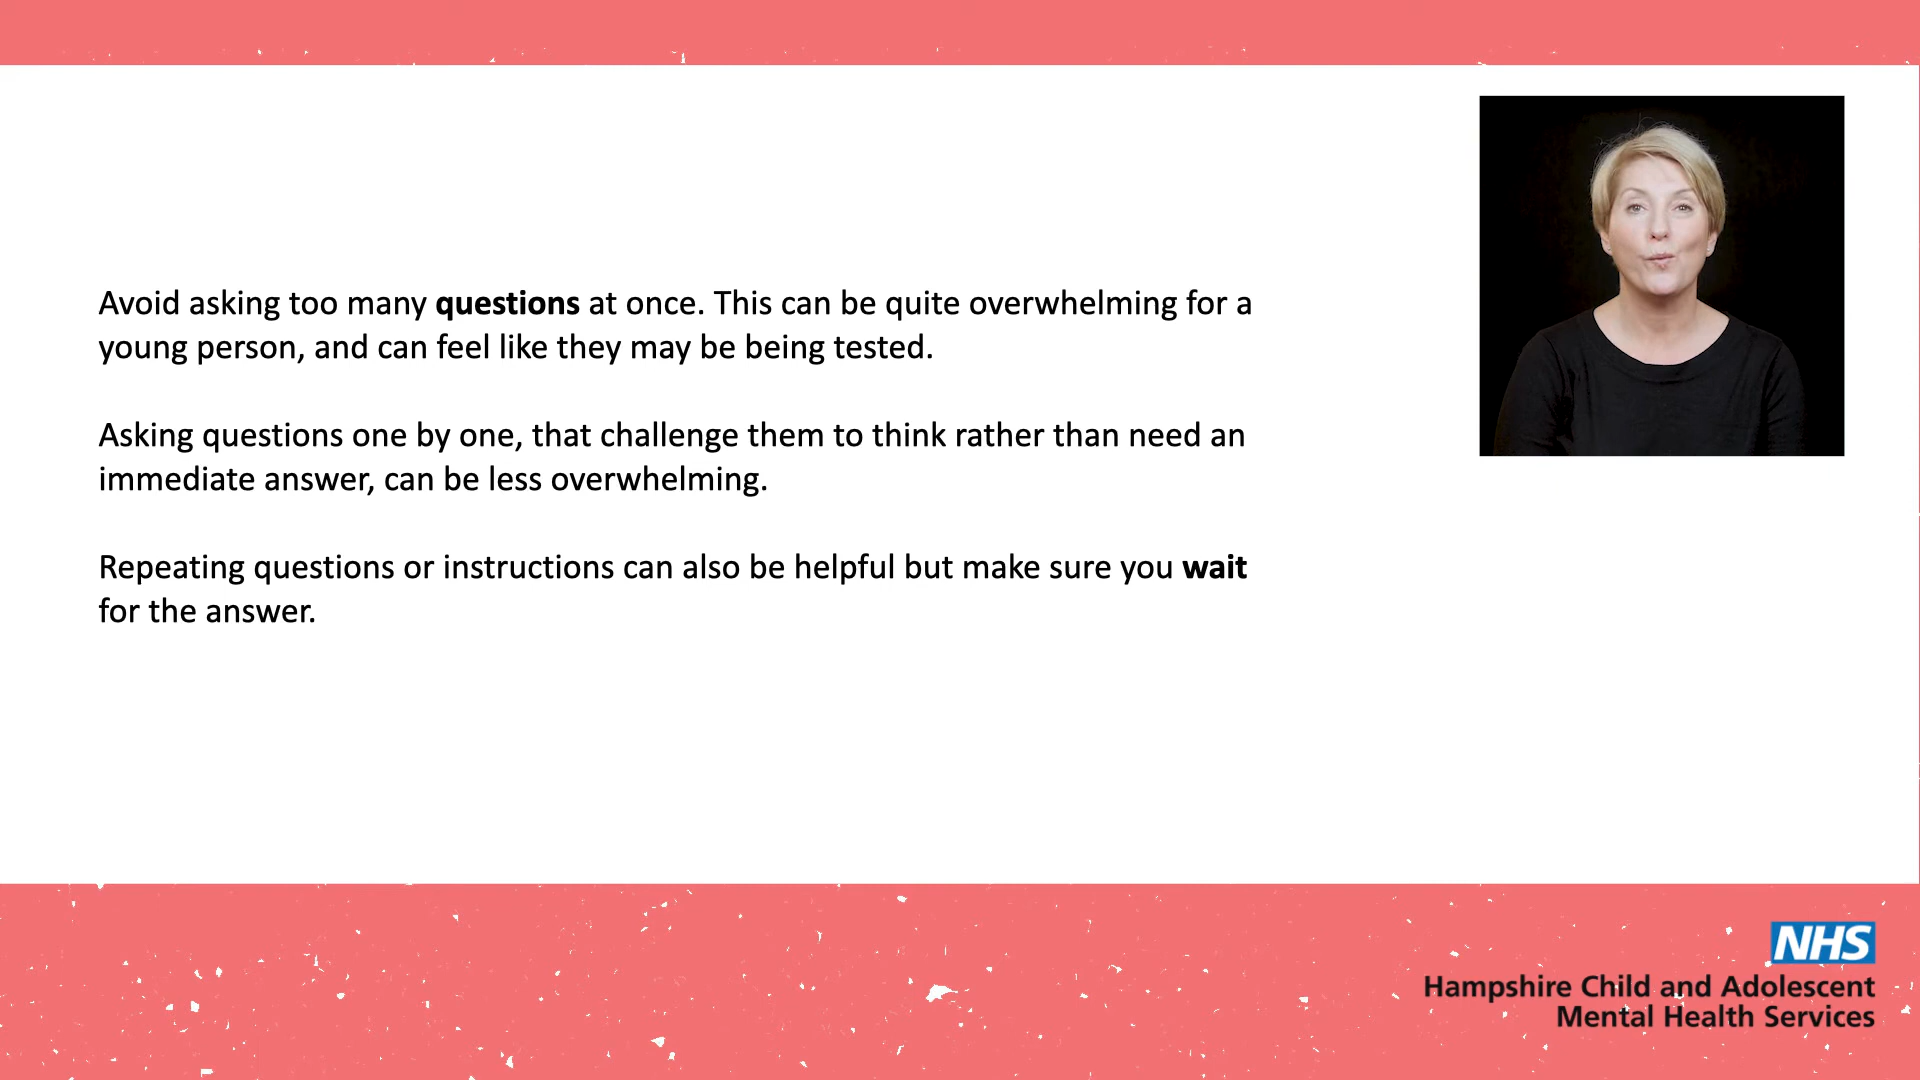 Avoid asking too many questions at once. This can be quite overwhelming for a
young person, and can feel like they may be being tested.
Asking questions one by one, that challenge them to think rather than need an
immediate answer, can be less overwhelming.
Repeating questions or instructions can also be helpful but make sure you wait
for the answer.
NHS
Hampshire Child and Adolescent
Mental Health Services